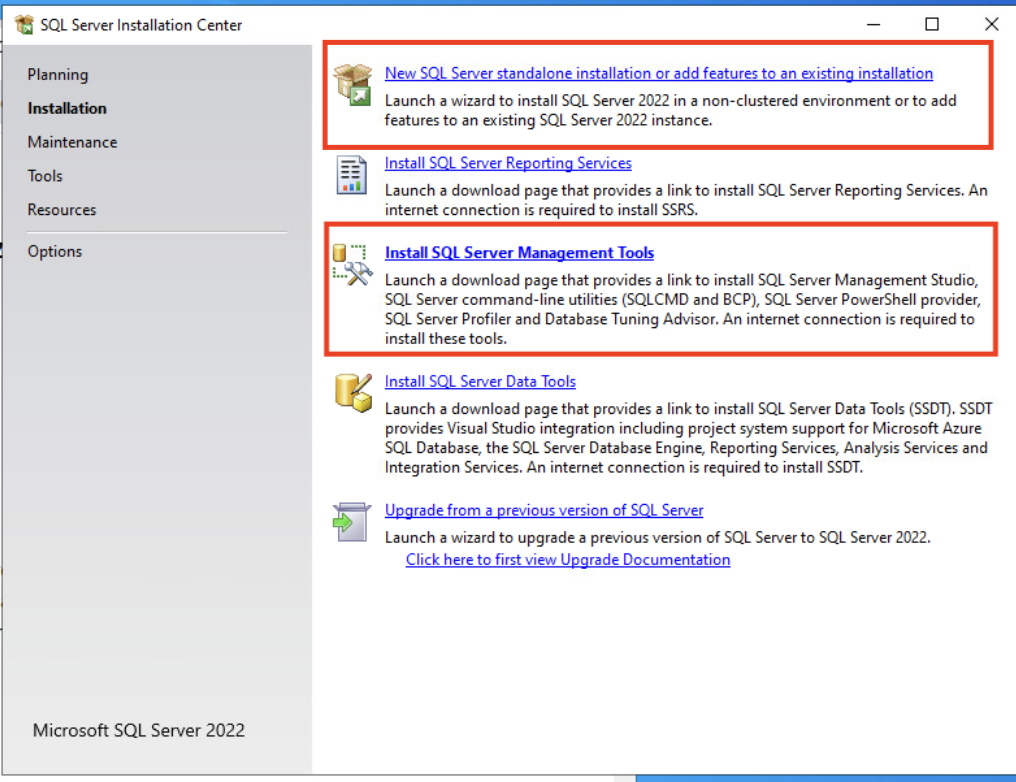 SQL Server Installation Center
Planning
Installation
Maintenance
Tools
Resources
Options
New SQL Server standalone installation or add features to an existing installation
Launch a wizard to install SQL Server 2022 in a non-clustered environment or to add
features to an existing SQL Server 2022 instance.
Install SQL Server Reporting Services
Launch a download page that provides a link to install SQL Server Reporting Services. An
internet connection is required to install SSRS.
Install SQL Server Management Tools
Launch a download page that provides a link to install SQL Server Management Studio,
SQL Server command-line utilities (SQLCMD and BCP), SQL Server PowerShell provider,
SQL Server Profiler and Database Tuning Advisor. An internet connection is required to
install these tools.
Install SQL Server Data Tools
Launch a download page that provides a link to install SQL Server Data Tools (SSDT). SSDT
provides Visual Studio integration including project system support for Microsoft Azure
SQL Database, the SQL Server Database Engine, Reporting Services, Analysis Services and
Integration Services. An internet connection is required to install SSDT.
Upgrade from a previous version of SQL Server
Launch a wizard to upgrade a previous version of SQL Server to SQL Server 2022.
Click here to first view Upgrade Documentation
Microsoft SQL Server 2022